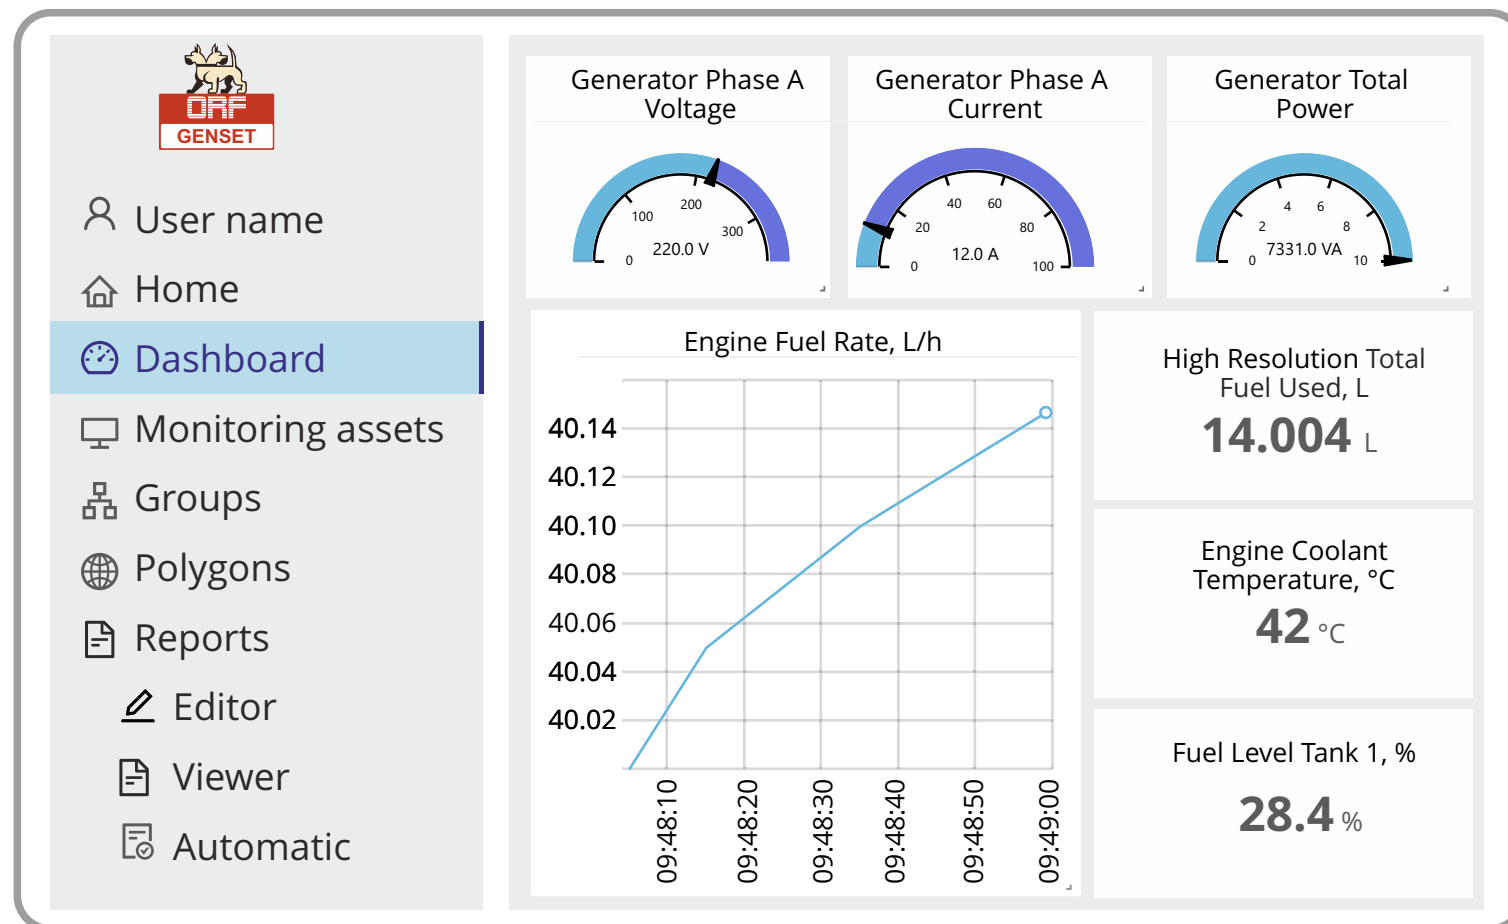 ORF
GENSET
User name
Home
Dashboard
Monitoring assets
Groups
Polygons
Reports
Editor
Viewer
Automatic
Generator Phase A
Voltage
0
100
200
300
220.0 V
Generator Phase A
Current
0
20
40
60
80
100
12.0 A
Generator Total
Power
0
2
4
6
8
10
7331.0 VA
Engine Fuel Rate, L/h
40.14
40.12
40.10
40.08
40.06
40.04
40.02
09:48:10
09:48:20
09:48:30
09:48:40
09:48:50
09:49:00
High Resolution Total
Fuel Used, L
14.004 L
Engine Coolant
Temperature, °C
42 °C
Fuel Level Tank 1, %
28.4 %